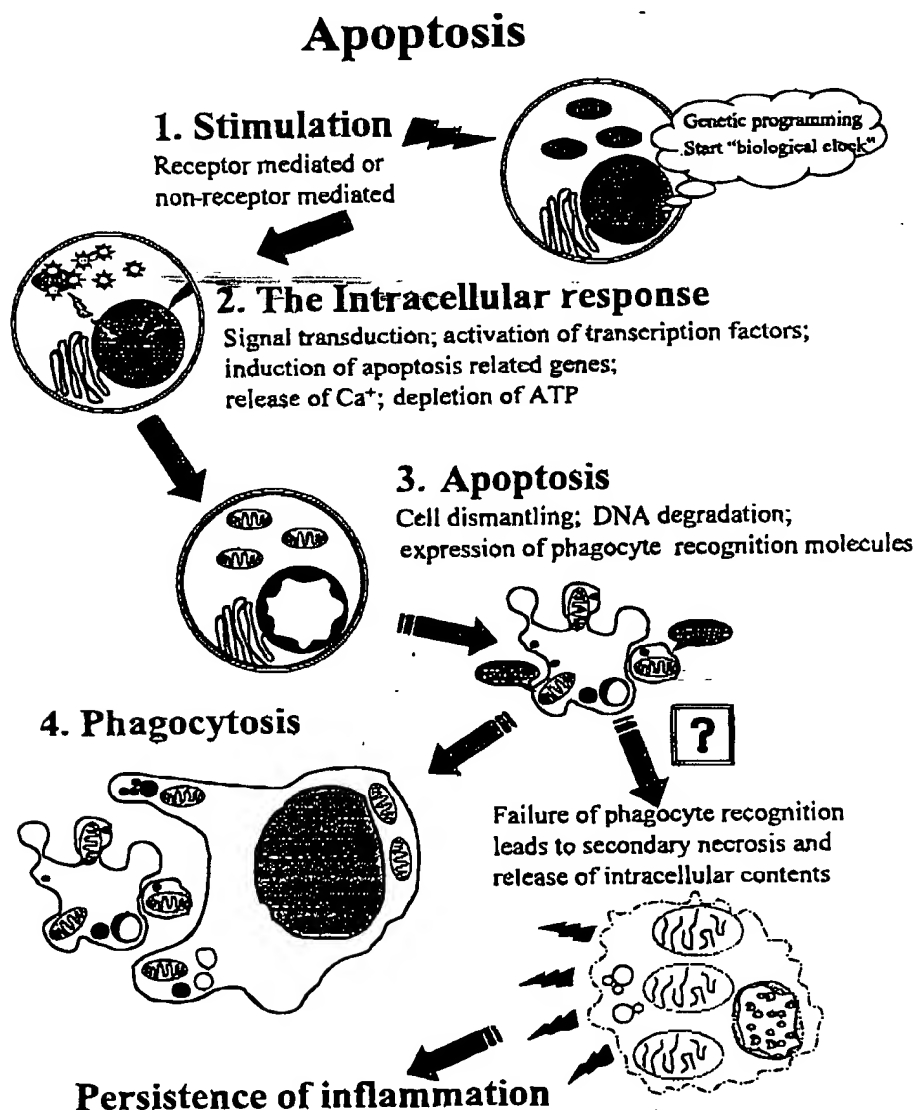 Apoptosis
1. Stimulation
Receptor mediated or
non-receptor mediated
Genetic programming
Start "biological clock"
2. The Intracellular response
Signal transduction; activation of transcription factors;
induction of apoptosis related genes;
release of Ca⁺; depletion of ATP
3. Apoptosis
Cell dismantling; DNA degradation;
expression of phagocyte recognition molecules
4. Phagocytosis
?
Failure of phagocyte recognition
leads to secondary necrosis and
release of intracellular contents
Persistence of inflammation